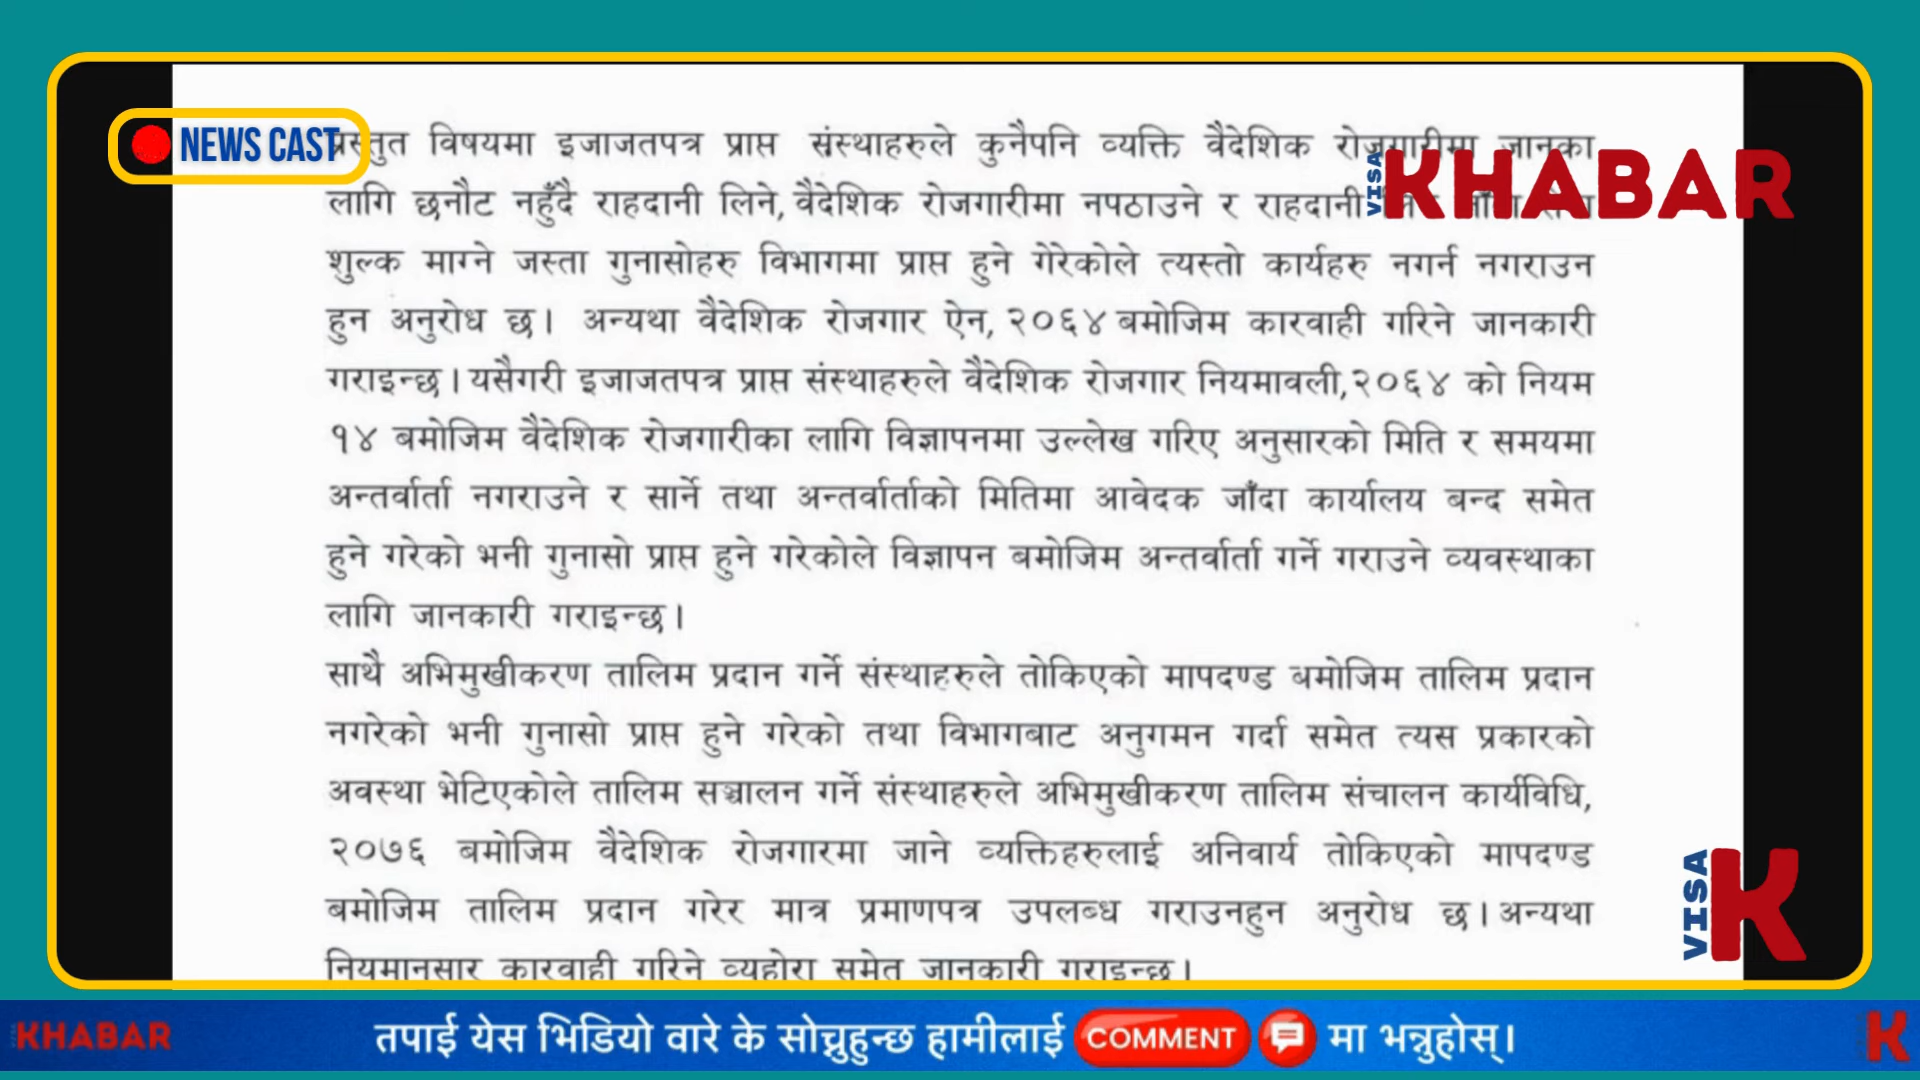 NEWS CAST
प्रस्तुत विषयमा इजाजतपत्र प्राप्त संस्थाहरुले कुनैपनि व्यक्ति वैदेशिक रोजगारीमा जानका
VISA KHABAR
लागि छनौट नहुँदै राहदानी लिने, वैदेशिक रोजगारीमा नपठाउने र राहदानी
शुल्क माग्ने जस्ता गुनासोहरु विभागमा प्राप्त हुने गेरेकोले त्यस्तो कार्यहरु नगर्न नगराउन
हुन अनुरोध छ। अन्यथा वैदेशिक रोजगार ऐन, २०६४ बमोजिम कारवाही गरिने जानकारी
गराइन्छ। यसैगरी इजाजतपत्र प्राप्त संस्थाहरुले वैदेशिक रोजगार नियमावली,२०६४ को नियम
१४ बमोजिम वैदेशिक रोजगारीका लागि विज्ञापनमा उल्लेख गरिए अनुसारको मिति र समयमा
अन्तर्वार्ता नगराउने र सार्ने तथा अन्तर्वार्ताको मितिमा आवेदक जाँदा कार्यालय बन्द समेत
हुने गरेको भनी गुनासो प्राप्त हुने गरेकोले विज्ञापन बमोजिम अन्तर्वार्ता गर्ने गराउने व्यवस्थाका
लागि जानकारी गराइन्छ।
साथै अभिमुखीकरण तालिम प्रदान गर्ने संस्थाहरुले तोकिएको मापदण्ड बमोजिम तालिम प्रदान
नगरेको भनी गुनासो प्राप्त हुने गरेको तथा विभागबाट अनुगमन गर्दा समेत त्यस प्रकारको
अवस्था भेटिएकोले तालिम सञ्चालन गर्ने संस्थाहरुले अभिमुखीकरण तालिम संचालन कार्यविधि,
२०७६ बमोजिम वैदेशिक रोजगारमा जाने व्यक्तिहरुलाई अनिवार्य तोकिएको मापदण्ड
बमोजिम तालिम प्रदान गरेर मात्र प्रमाणपत्र उपलब्ध गराउनहुन अनुरोध छ। अन्यथा
नियमानुसार कारवाही गरिने व्यहोरा समेत जानकारी गराइन्छ।
VISA K
KHABAR
तपाई येस भिडियो वारे के सोच्नुहुन्छ हामीलाई COMMENT मा भन्नुहोस्।
K